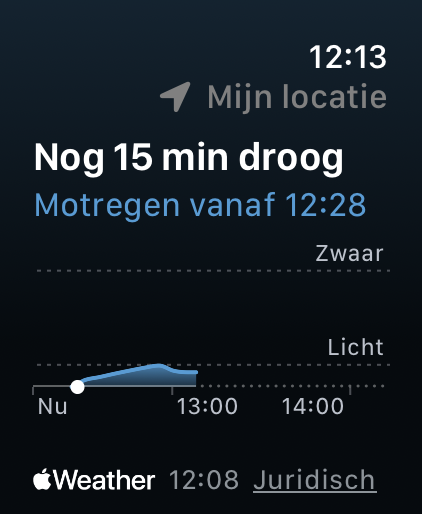 12:13
Mijn locatie
Nog 15 min droog
Motregen vanaf 12:28
Zwaar
Licht
Nu 13:00 14:00
Weather 12:08 Juridisch